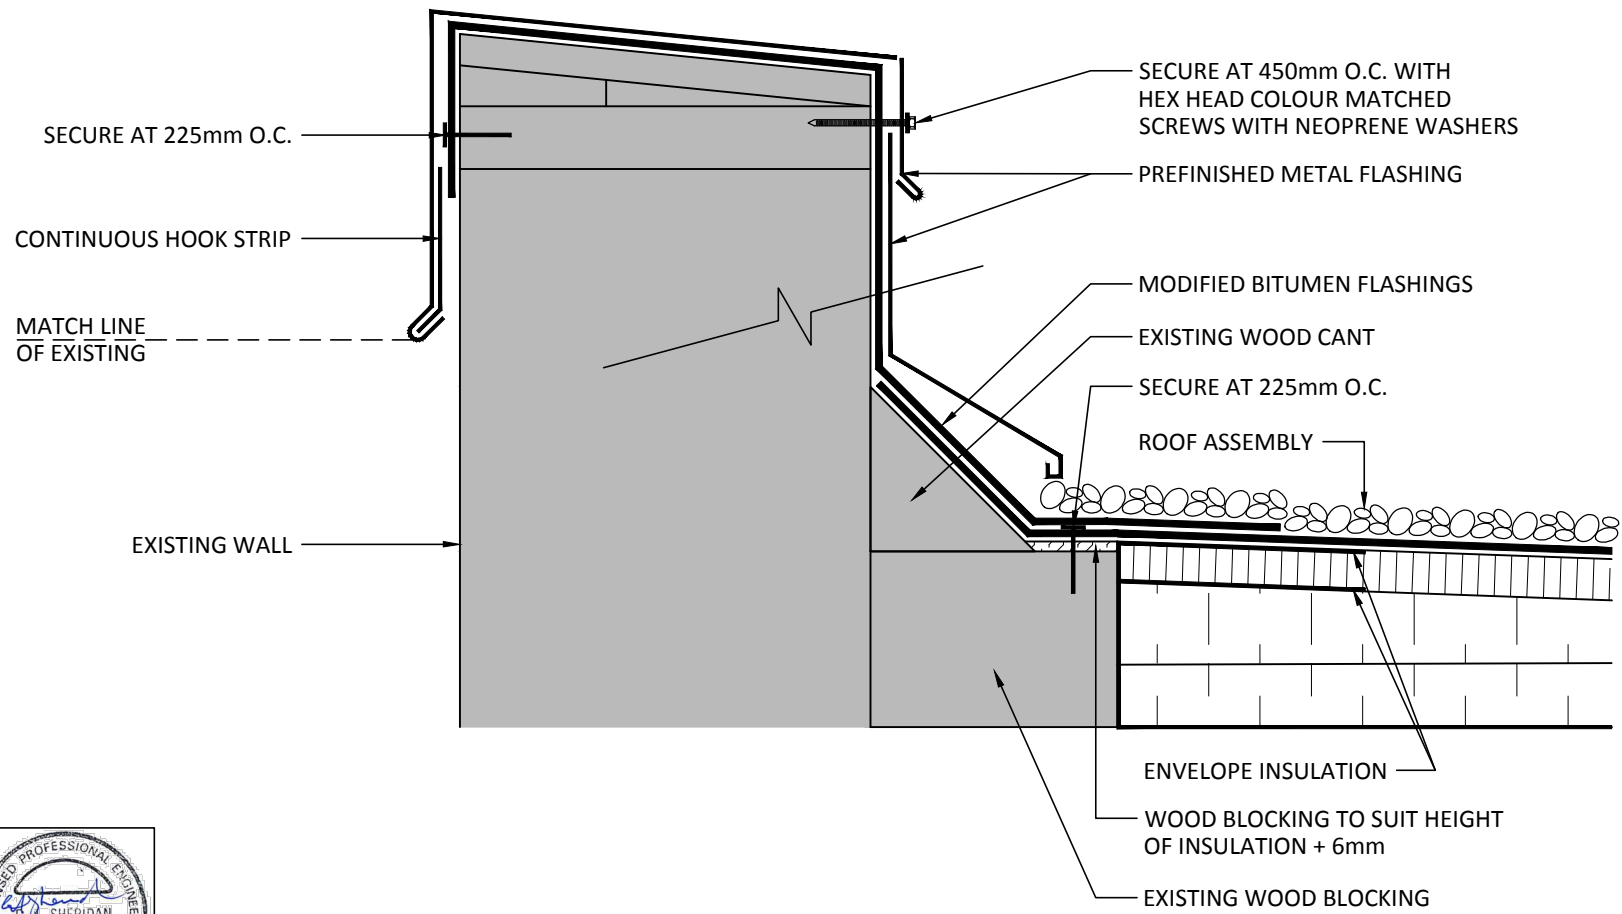 SECURE AT 450mm O.C. WITH
HEX HEAD COLOUR MATCHED
SCREWS WITH NEOPRENE WASHERS
SECURE AT 225mm O.C.
PREFINISHED METAL FLASHING
CONTINUOUS HOOK STRIP
MODIFIED BITUMEN FLASHINGS
MATCH LINE
OF EXISTING
EXISTING WOOD CANT
SECURE AT 225mm O.C.
ROOF ASSEMBLY
EXISTING WALL
ENVELOPE INSULATION
WOOD BLOCKING TO SUIT HEIGHT
OF INSULATION + 6mm
EXISTING WOOD BLOCKING
PROFESSIONAL
SHERIDAN